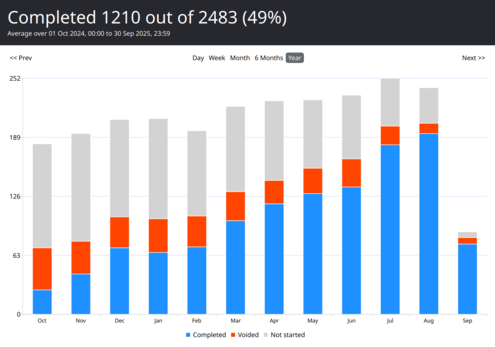 Completed 1210 out of 2483 (49%)
Average over 01 Oct 2024, 00:00 to 30 Sep 2025, 23:59
<< Prev Day Week Month 6 Months Year Next >>
252
189
126
63
0
Oct Nov Dec Jan Feb Mar Apr May Jun Jul Aug Sep
Completed Voided Not started